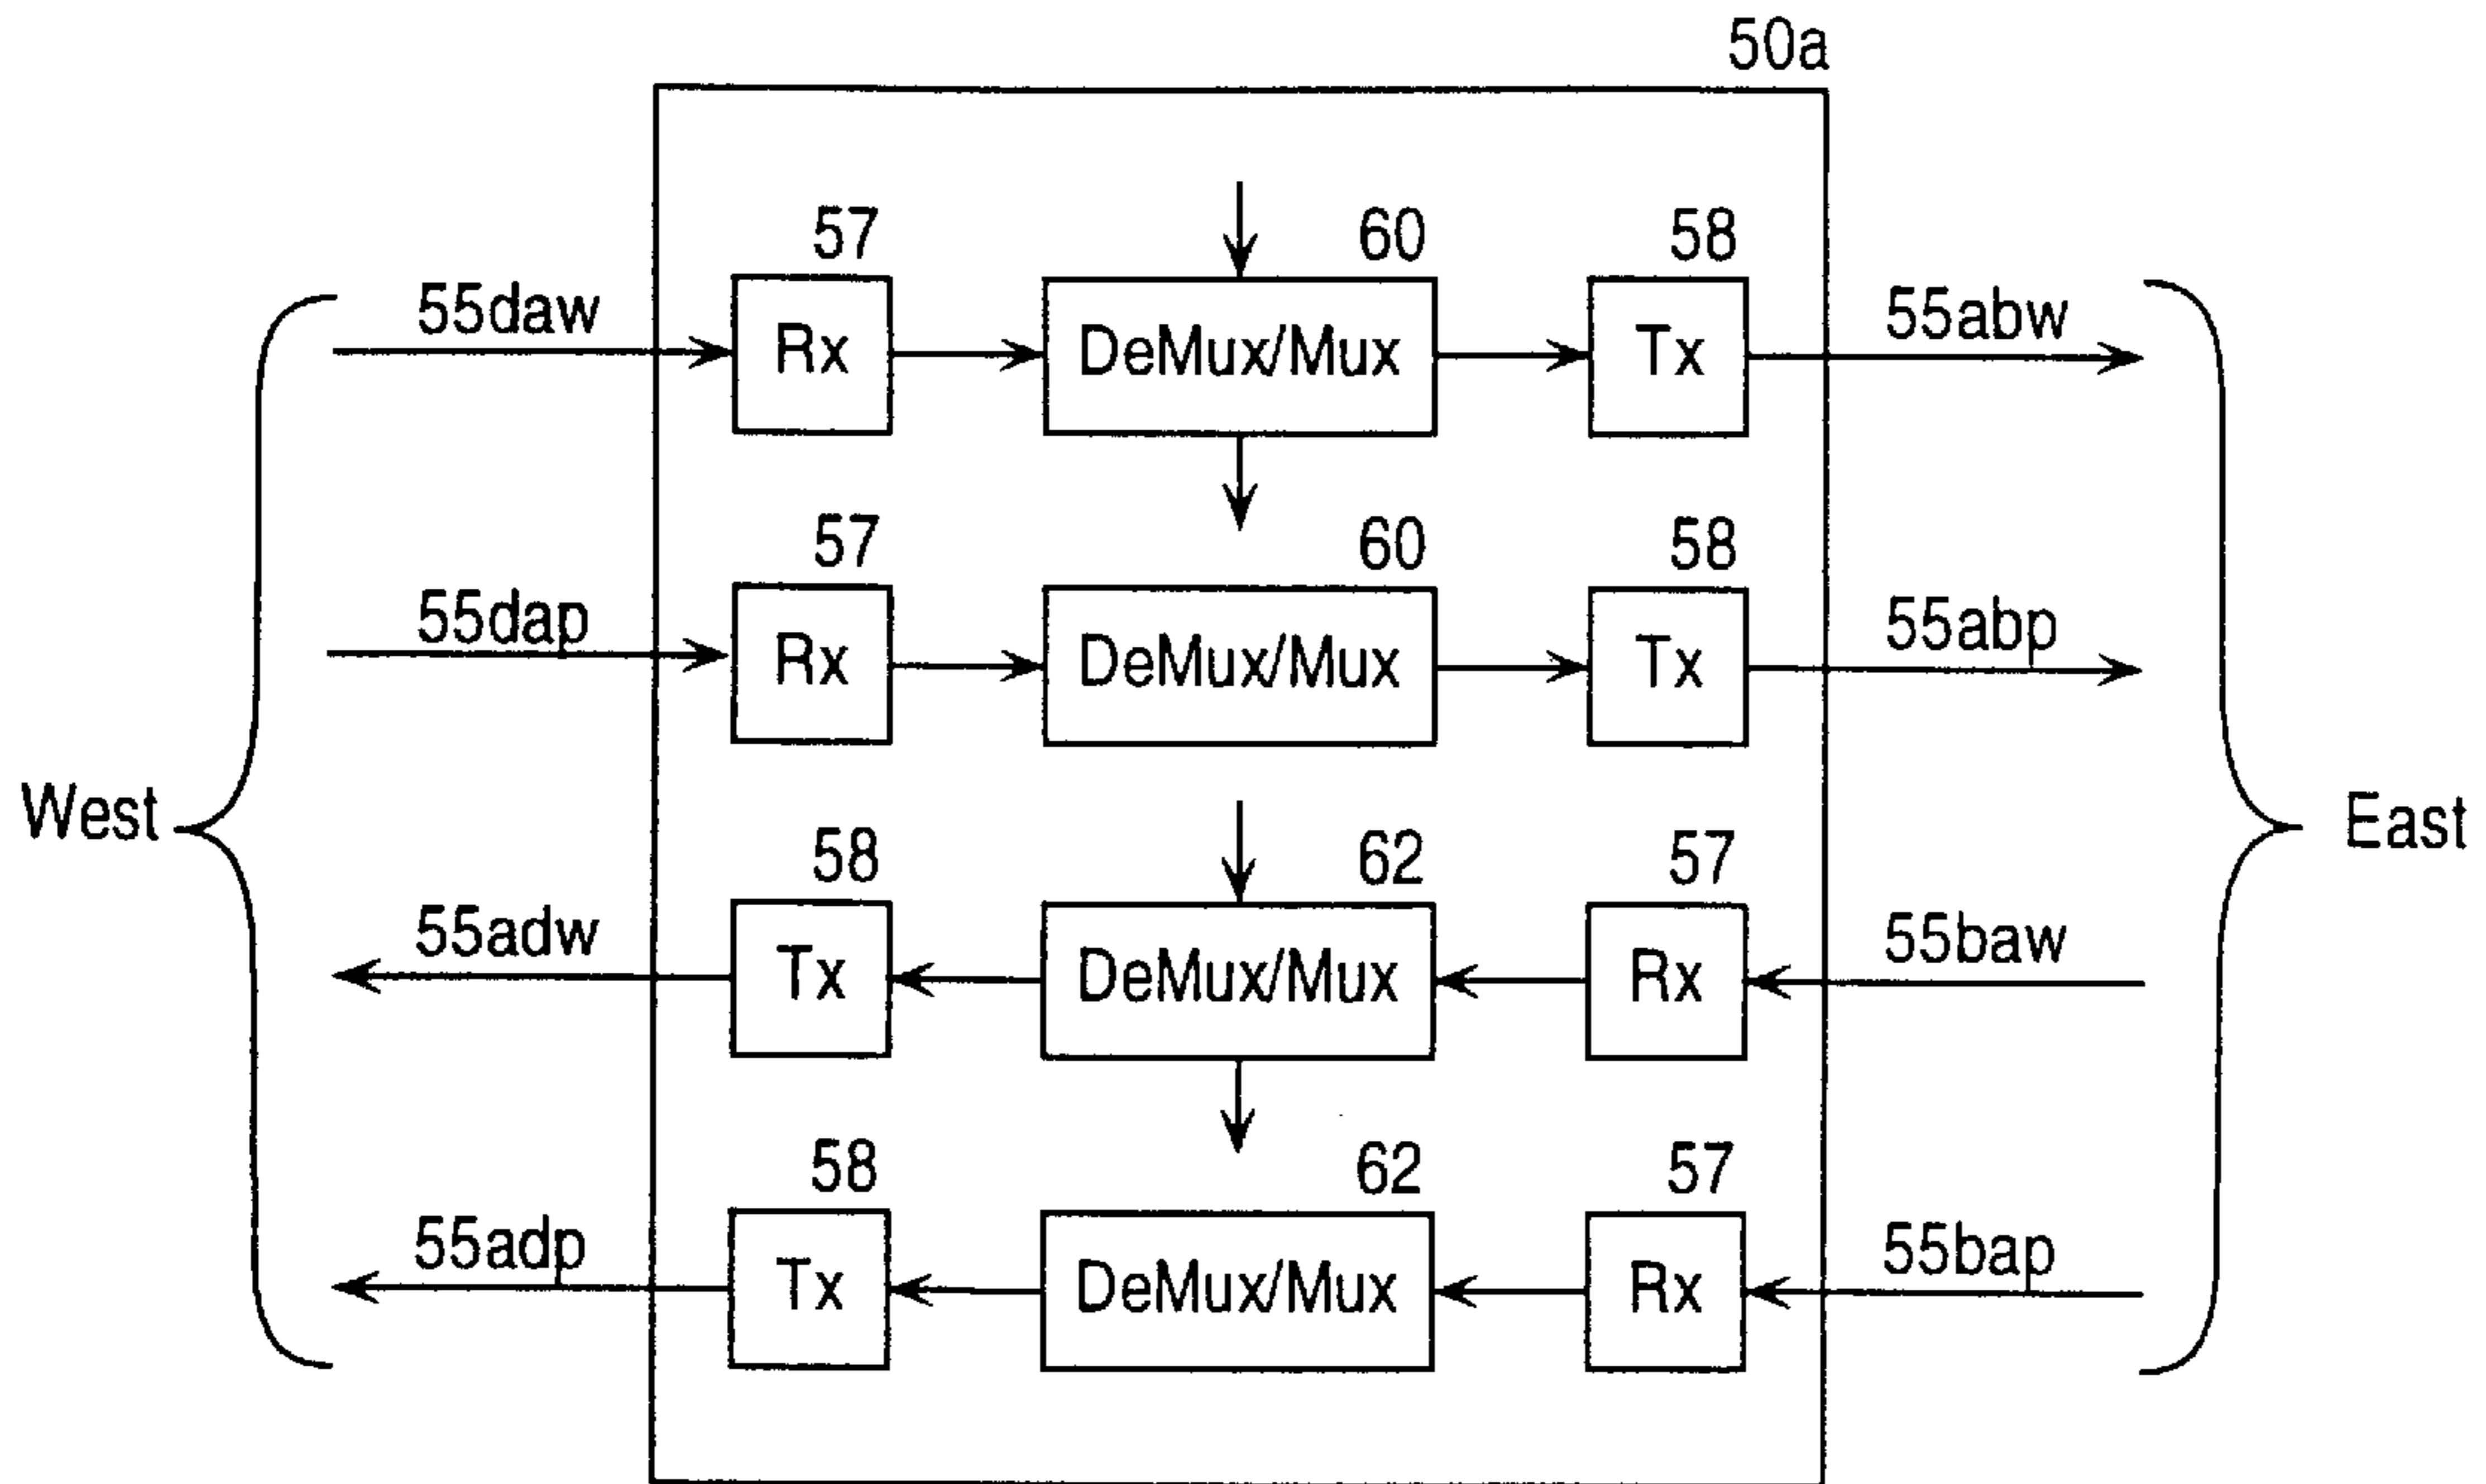 50a
57 60 58
55daw Rx DeMux/Mux Tx 55abw
57 60 58
55dap Rx DeMux/Mux Tx 55abp
West East
58 62 57
55adw Tx DeMux/Mux Rx 55baw
58 62 57
55adp Tx DeMux/Mux Rx 55bap